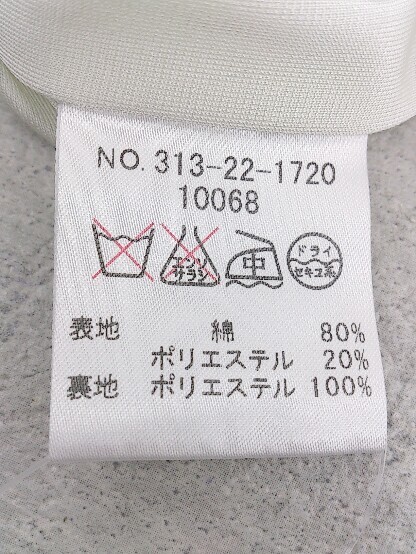 NO. 313-22-1720
10068
エンソ
サラシ
中
ドライ
セキユ系
表地 綿 80%
ポリエステル 20%
裏地 ポリエステル 100%